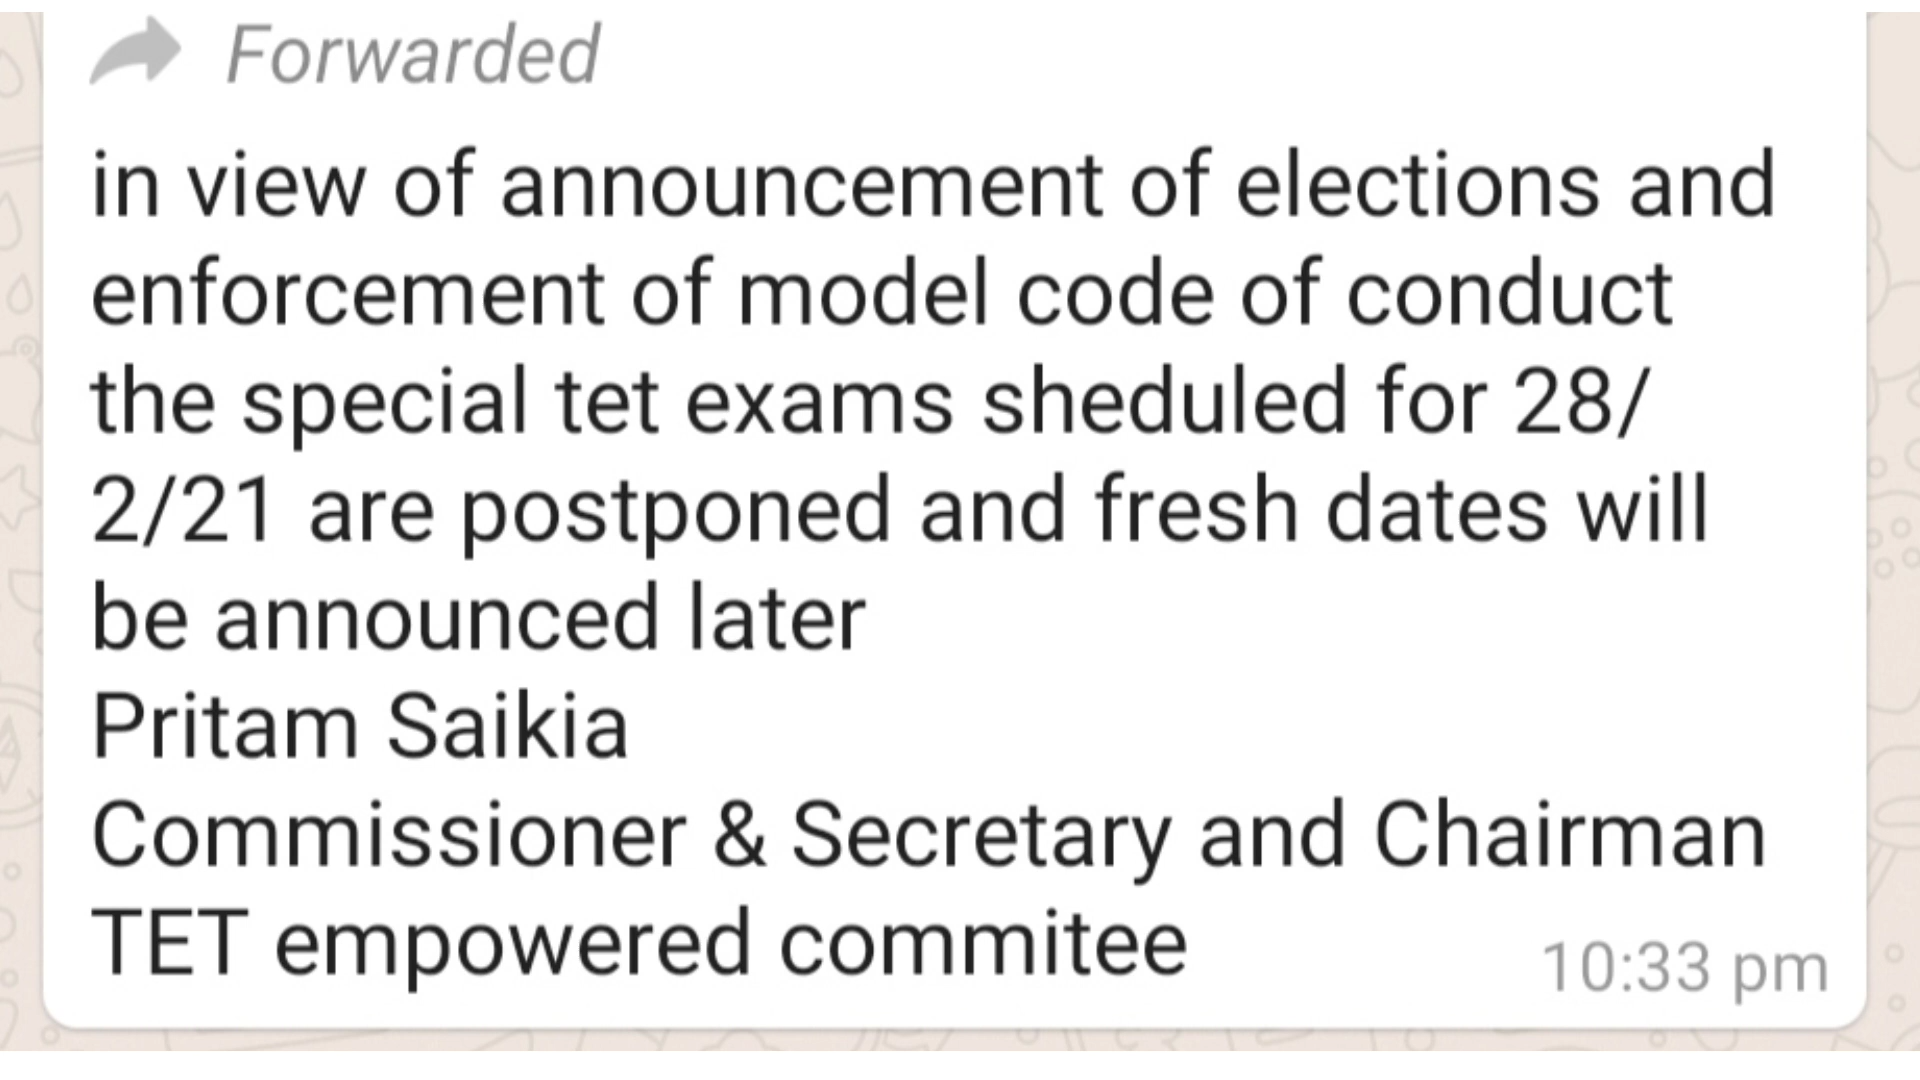 Forwarded
in view of announcement of elections and
enforcement of model code of conduct
the special tet exams sheduled for 28/
2/21 are postponed and fresh dates will
be announced later
Pritam Saikia
Commissioner & Secretary and Chairman
TET empowered commitee
10:33 pm